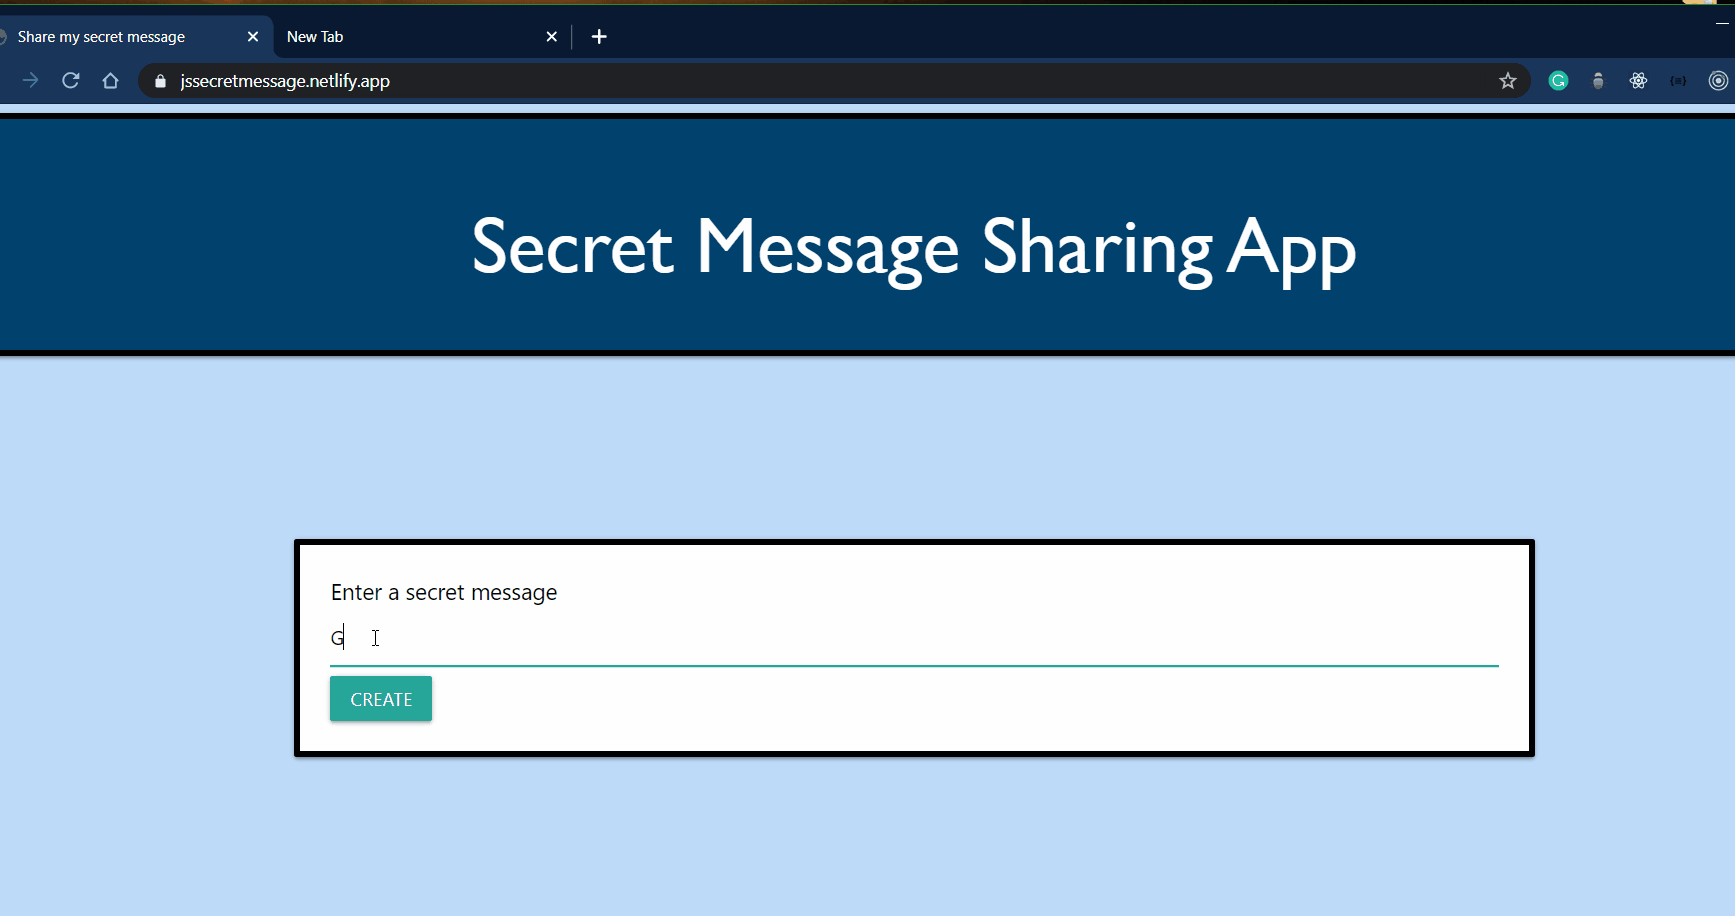 Share my secret message
New Tab
jssecretmessage.netlify.app
Secret Message Sharing App
Enter a secret message
G
CREATE